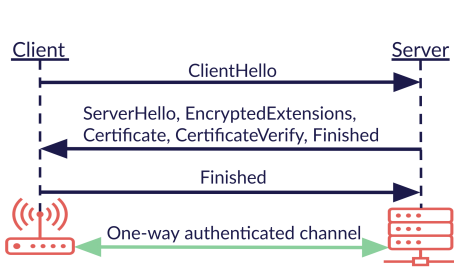 Client
Server
ClientHello
ServerHello, EncryptedExtensions,
Certificate, CertificateVerify, Finished
Finished
One-way authenticated channel